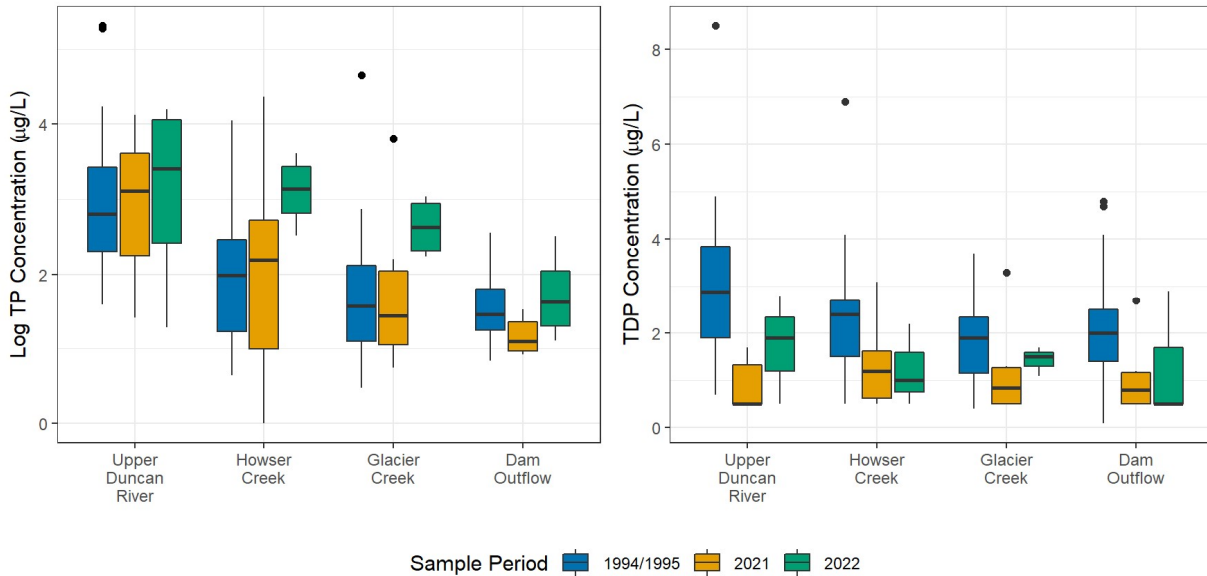 Log TP Concentration (μg/L)
4
2
0
Upper
Duncan
River
Howser
Creek
Glacier
Creek
Dam
Outflow
TDP Concentration (μg/L)
8
6
4
2
0
Upper
Duncan
River
Howser
Creek
Glacier
Creek
Dam
Outflow
Sample Period 1994/1995 2021 2022